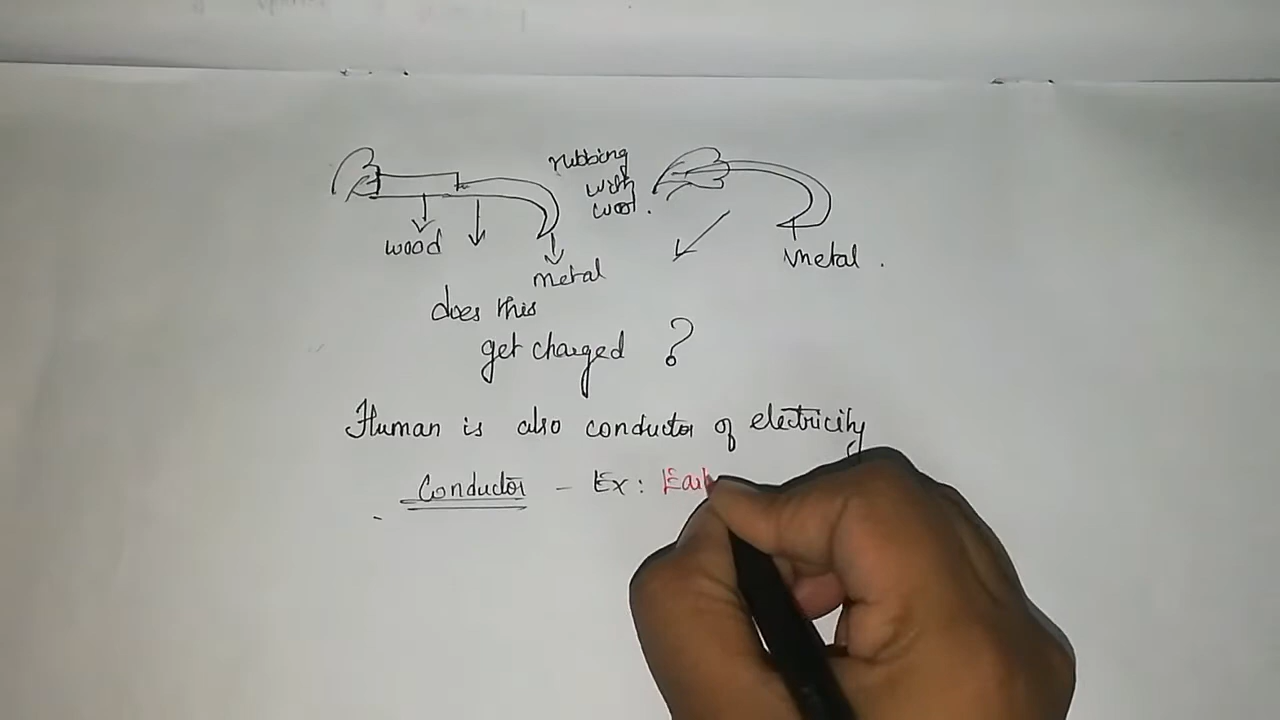 rubbing
with
wool.
wood
metal
metal.
does this
get charged ?
Human is also conductor of electricity
Conductor - Ex: